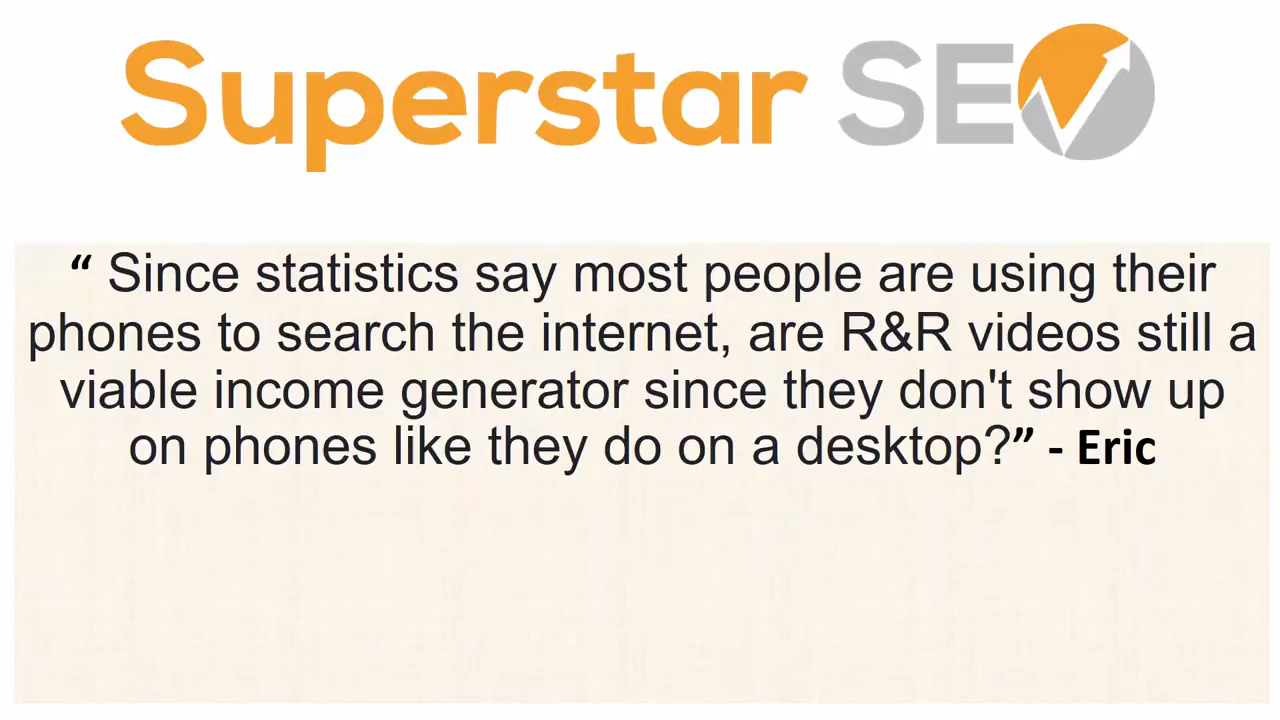 Superstar SEO
“ Since statistics say most people are using their
phones to search the internet, are R&R videos still a
viable income generator since they don't show up
on phones like they do on a desktop?” - Eric